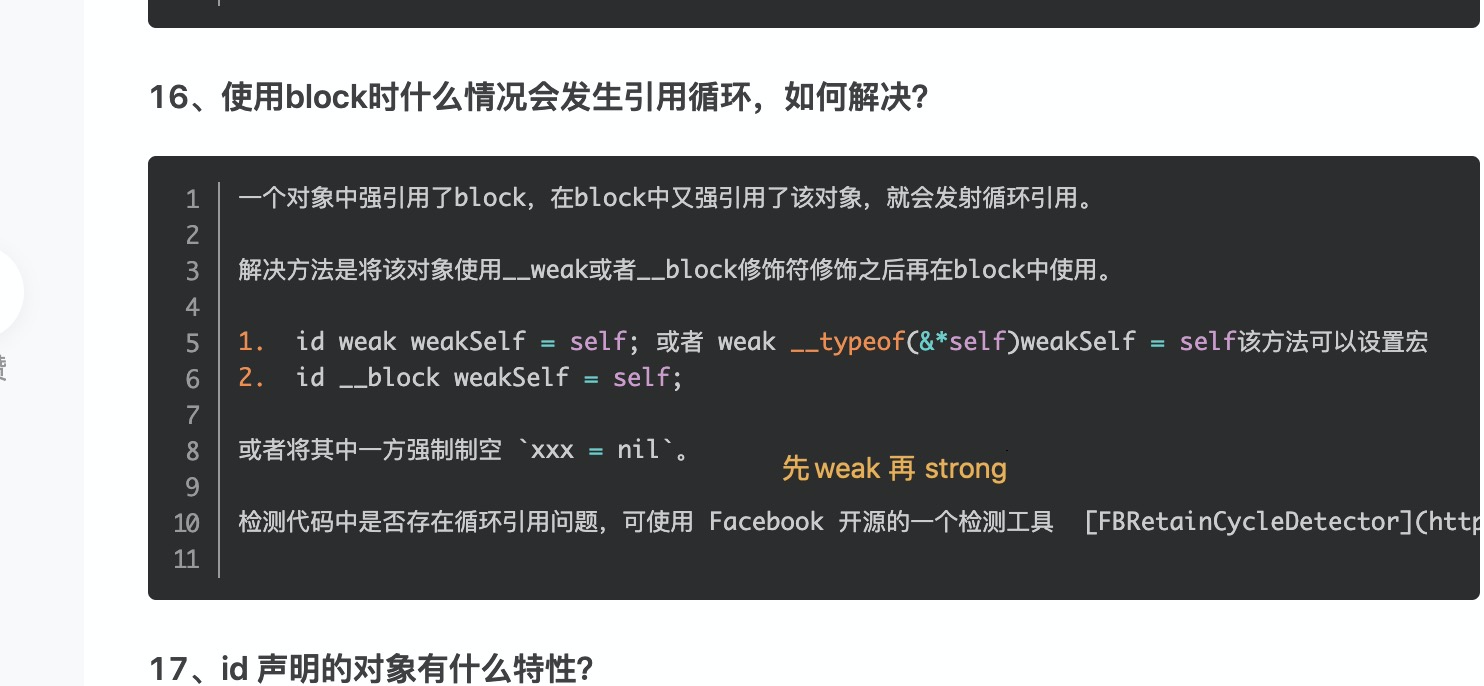 16、使用block时什么情况会发生引用循环，如何解决?
1 一个对象中强引用了block，在block中又强引用了该对象，就会发射循环引用。
2
3 解决方法是将该对象使用__weak或者__block修饰符修饰之后再在block中使用。
4
5 1. id weak weakSelf = self; 或者 weak __typeof(&*self)weakSelf = self该方法可以设置宏
6 2. id __block weakSelf = self;
7
8 或者将其中一方强制制空 `xxx = nil`。
先 weak 再 strong
9
10 检测代码中是否存在循环引用问题，可使用 Facebook 开源的一个检测工具 [FBRetainCycleDetector](http
11
17、id 声明的对象有什么特性?